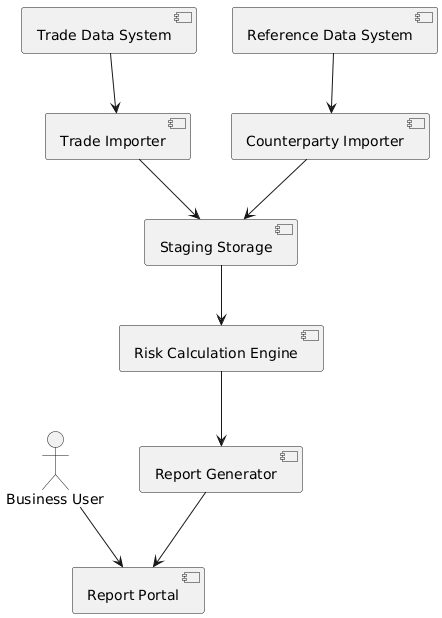 Trade Data System
Reference Data System
Trade Importer
Counterparty Importer
Staging Storage
Risk Calculation Engine
Report Generator
Business User
Report Portal